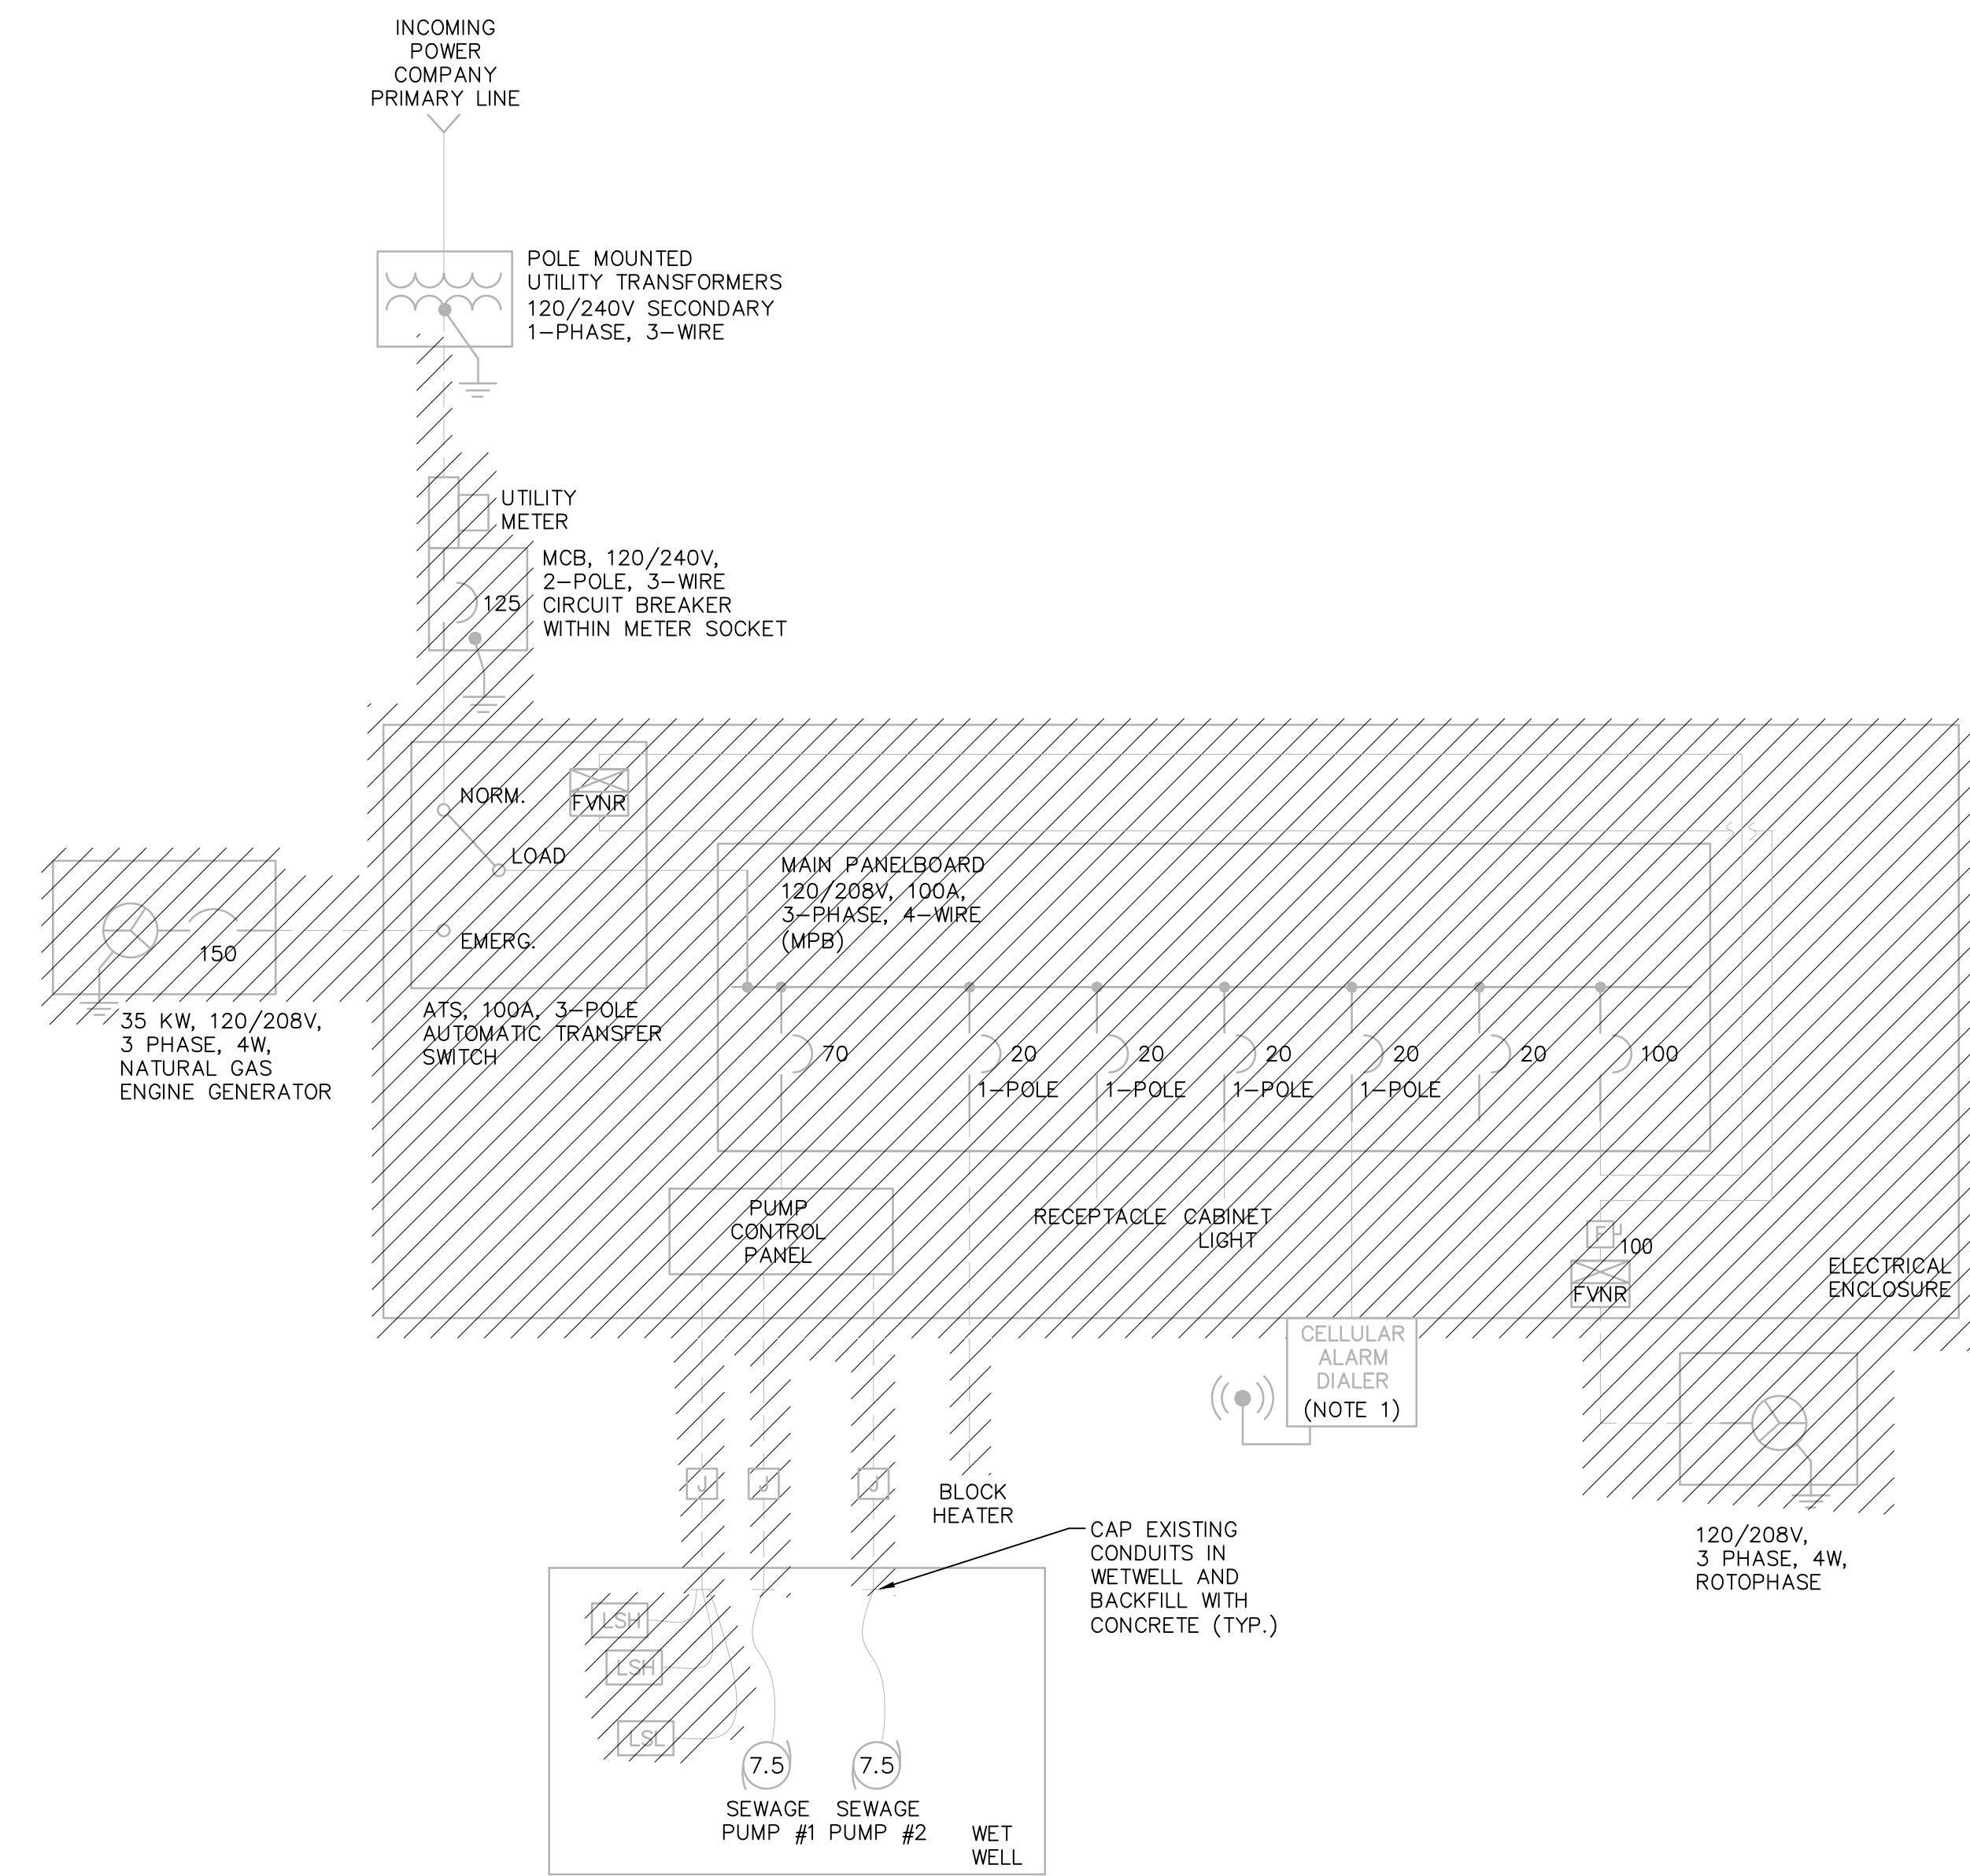 INCOMING
POWER
COMPANY
PRIMARY LINE
POLE MOUNTED
UTILITY TRANSFORMERS
120/240V SECONDARY
1-PHASE, 3-WIRE
UTILITY
METER
MCB, 120/240V,
2-POLE, 3-WIRE
CIRCUIT BREAKER
WITHIN METER SOCKET
125
NORM.
FVNR
LOAD
EMERG.
150
35 KW, 120/208V,
3 PHASE, 4W,
NATURAL GAS
ENGINE GENERATOR
ATS, 100A, 3-POLE
AUTOMATIC TRANSFER
SWITCH
MAIN PANELBOARD
120/208V, 100A,
3-PHASE, 4-WIRE
(MPB)
70
20
1-POLE
20
1-POLE
20
1-POLE
20
1-POLE
20
100
PUMP
CONTROL
PANEL
RECEPTACLE
CABINET
LIGHT
F
100
FVNR
ELECTRICAL
ENCLOSURE
CELLULAR
ALARM
DIALER
(NOTE 1)
J
J
J
BLOCK
HEATER
CAP EXISTING
CONDUITS IN
WETWELL AND
BACKFILL WITH
CONCRETE (TYP.)
120/208V,
3 PHASE, 4W,
ROTOPHASE
LSH
LSH
LSL
7.5
7.5
SEWAGE
PUMP #1
SEWAGE
PUMP #2
WET
WELL